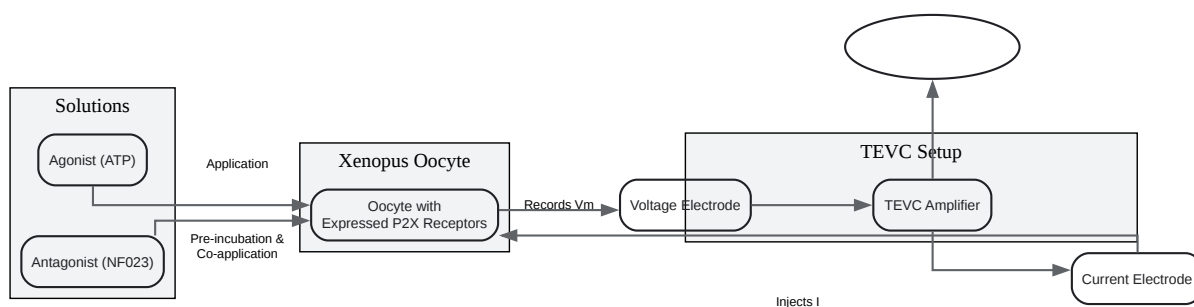 Solutions
Agonist (ATP)
Antagonist (NF023)
Application
Pre-incubation &
Co-application
Xenopus Oocyte
Oocyte with
Expressed P2X Receptors
Records Vm
Voltage Electrode
TEVC Setup
TEVC Amplifier
Current Electrode
Injects I